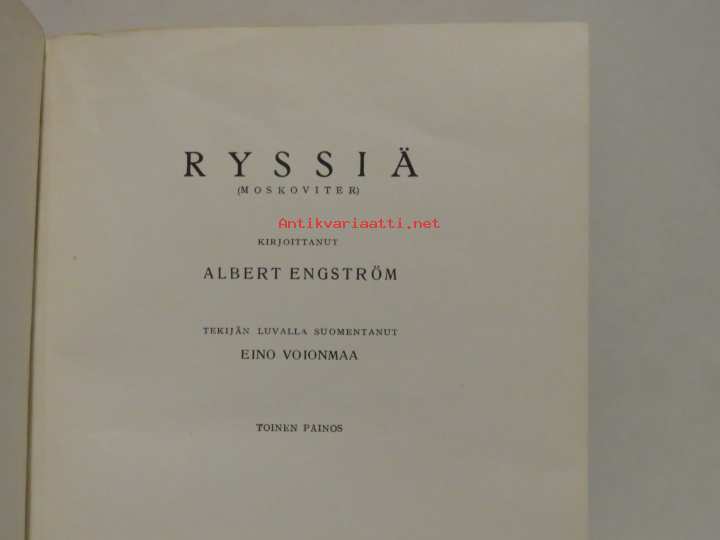 RYSSIÄ
(MOSKOVITER)
Antikvariaatti.net
KIRJOITTANUT
ALBERT ENGSTRÖM
TEKIJÄN LUVALLA SUOMENTANUT
EINO VOIONMAA
TOINEN PAINOS